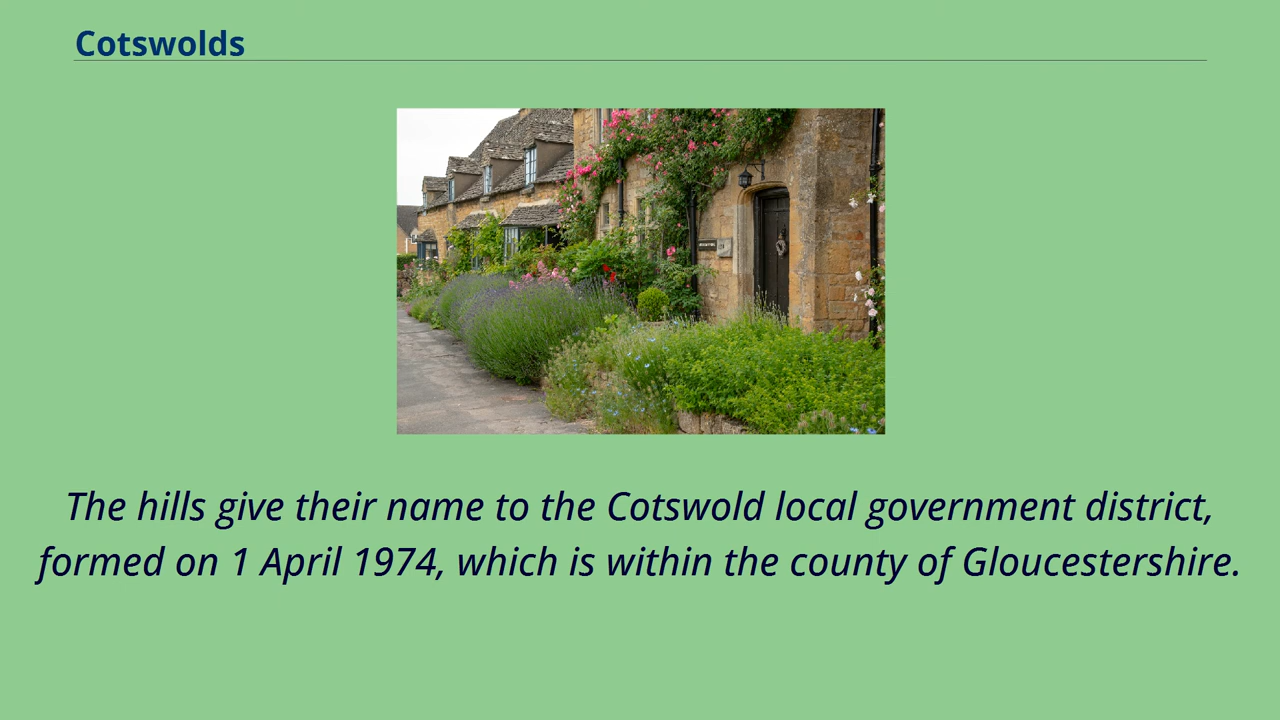 Cotswolds
The hills give their name to the Cotswold local government district,
formed on 1 April 1974, which is within the county of Gloucestershire.